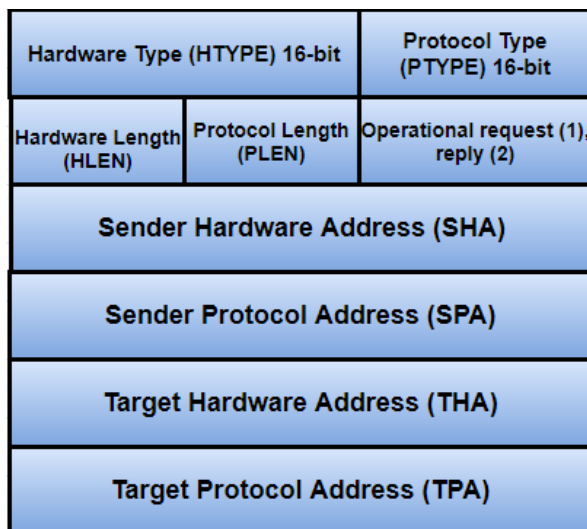 Hardware Type (HTYPE) 16-bit
Protocol Type
(PTYPE) 16-bit
Hardware Length
(HLEN)
Protocol Length
(PLEN)
Operational request (1),
reply (2)
Sender Hardware Address (SHA)
Sender Protocol Address (SPA)
Target Hardware Address (THA)
Target Protocol Address (TPA)